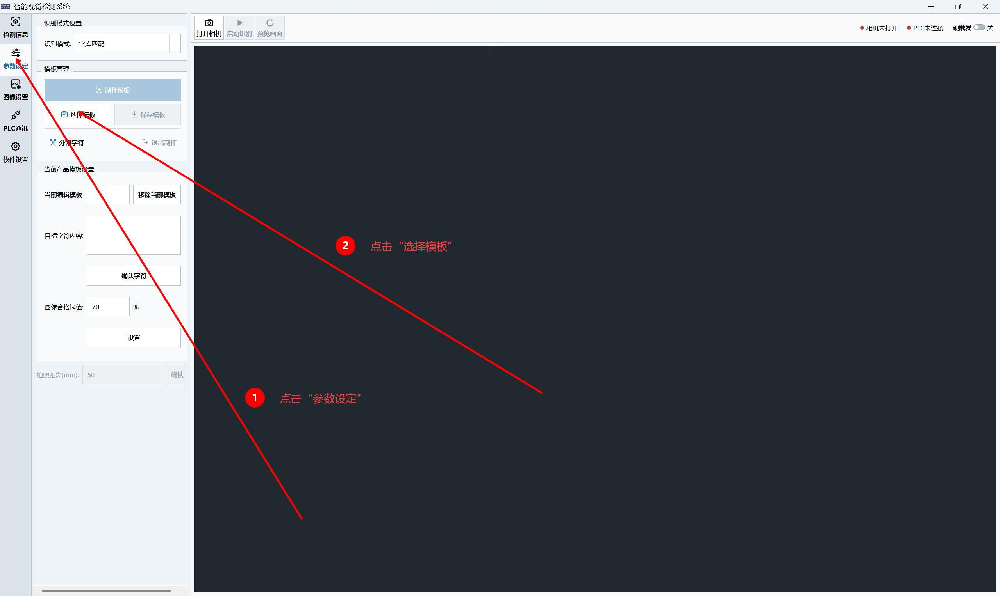 智能视觉检测系统
检测信息
参数设定
图像设置
PLC通讯
软件设置
识别模式设置
识别模式: 字库匹配
模板管理
制作模板
选择模板 保存模板
分割字符 退出制作
当前产品模板设置
当前编辑模板 移除当前模板
目标字符内容:
确认字符
图像合格阈值: 70 %
设置
拍照距离(mm): 50 确认
打开相机 启动识别 预览画面
相机未打开 PLC未连接 硬触发 关
2 点击“选择模板”
1 点击“参数设定”